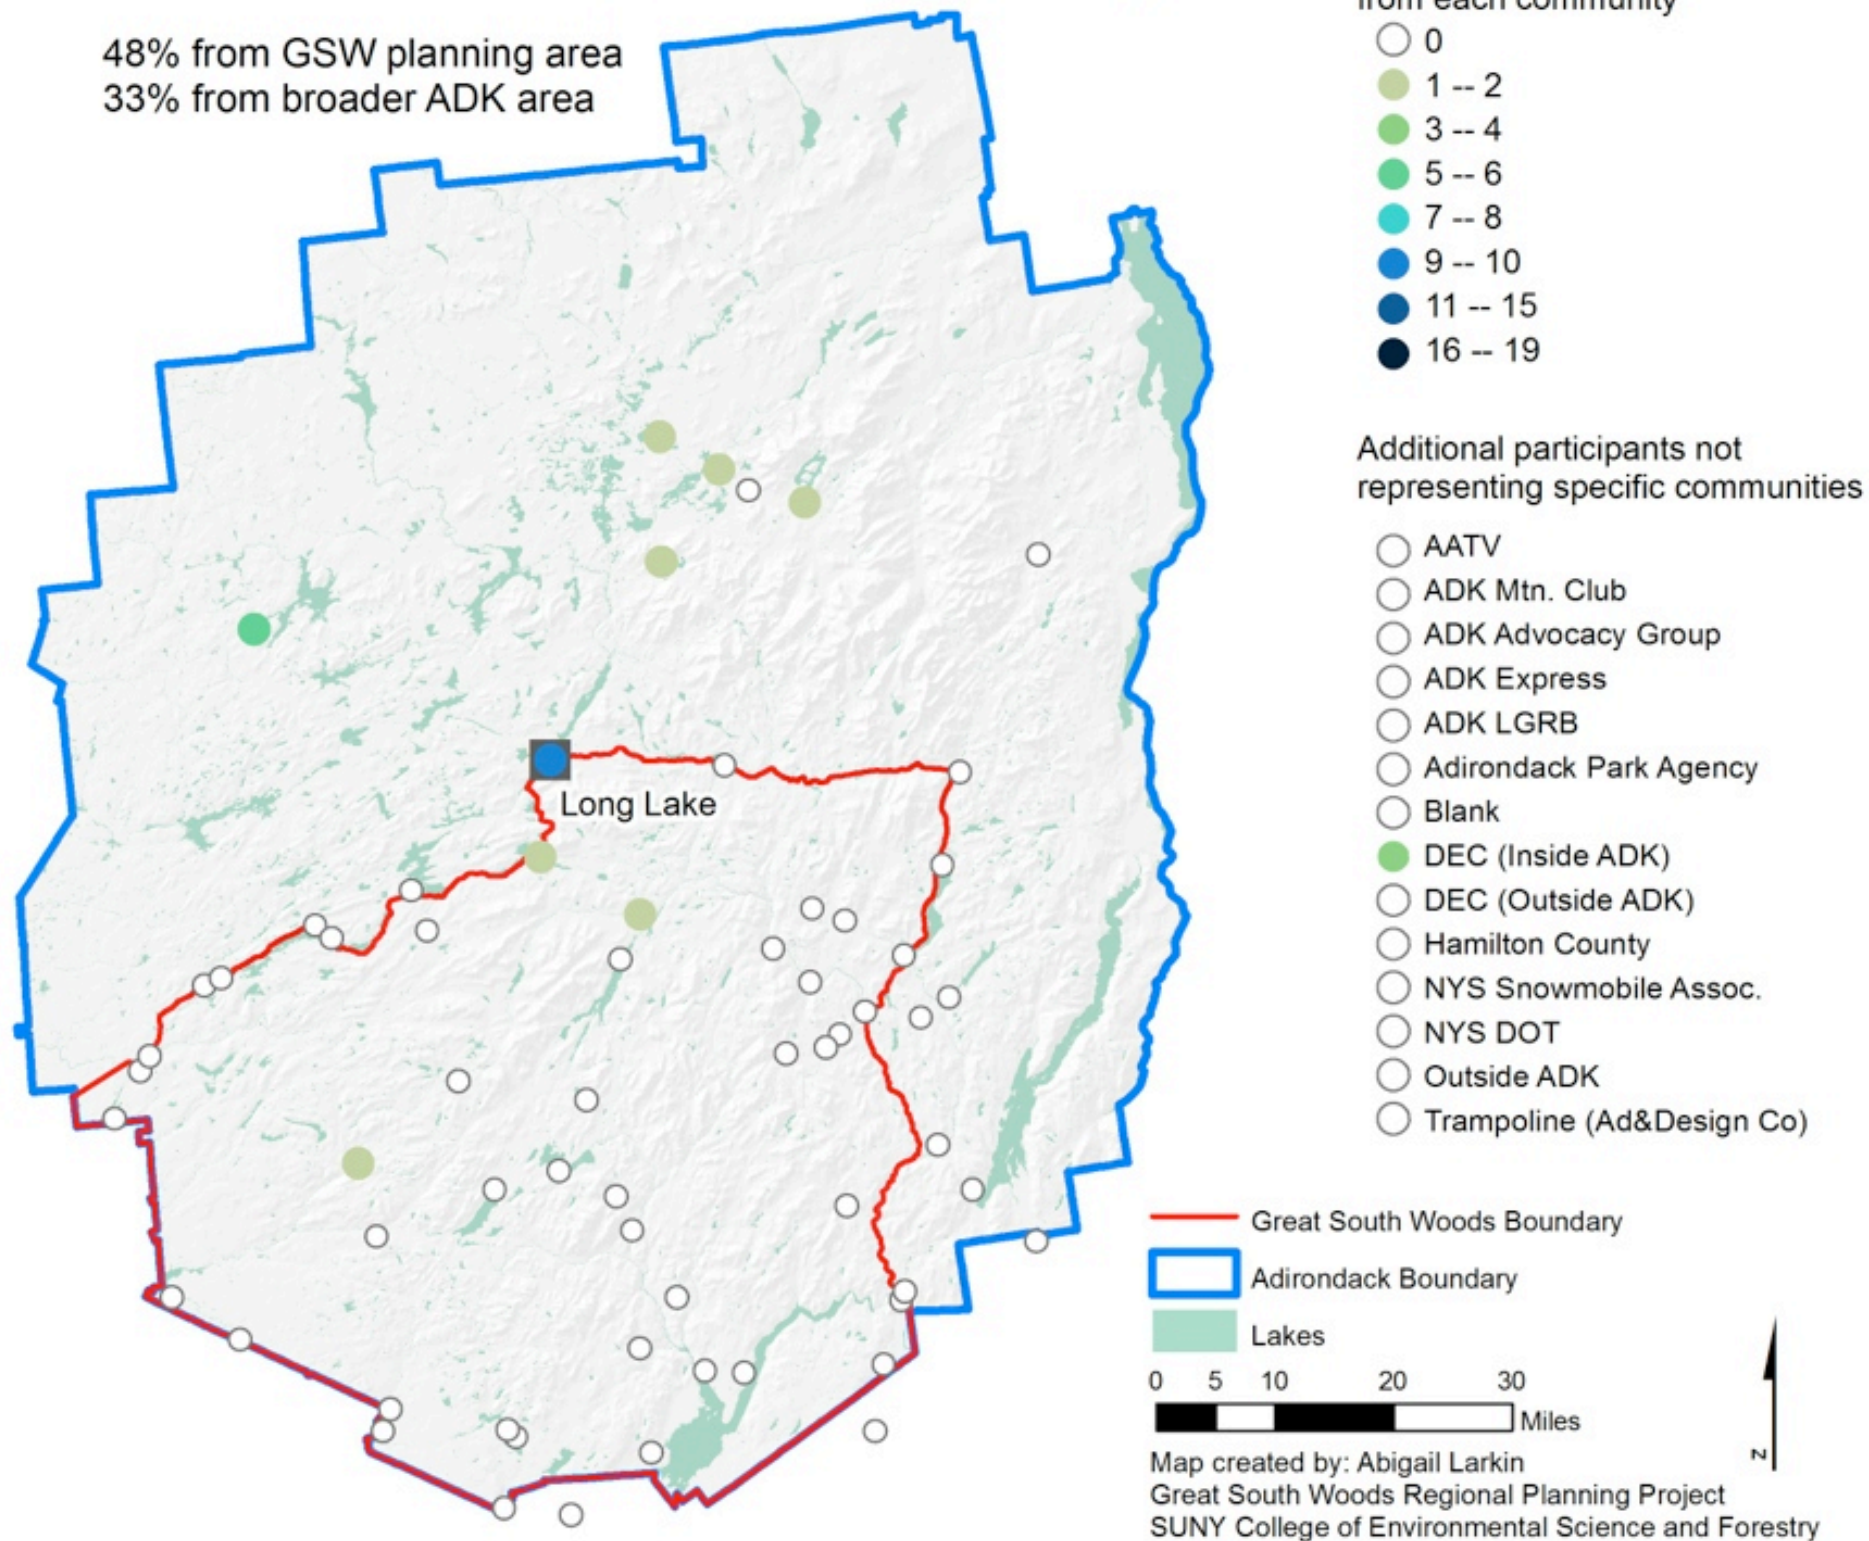 48% from GSW planning area
33% from broader ADK area
from each community
0
1 -- 2
3 -- 4
5 -- 6
7 -- 8
9 -- 10
11 -- 15
16 -- 19
Additional participants not
representing specific communities
AATV
ADK Mtn. Club
ADK Advocacy Group
ADK Express
ADK LGRB
Adirondack Park Agency
Blank
DEC (Inside ADK)
DEC (Outside ADK)
Hamilton County
NYS Snowmobile Assoc.
NYS DOT
Outside ADK
Trampoline (Ad&Design Co)
Long Lake
Great South Woods Boundary
Adirondack Boundary
Lakes
0 5 10 20 30
Miles
N
Map created by: Abigail Larkin
Great South Woods Regional Planning Project
SUNY College of Environmental Science and Forestry